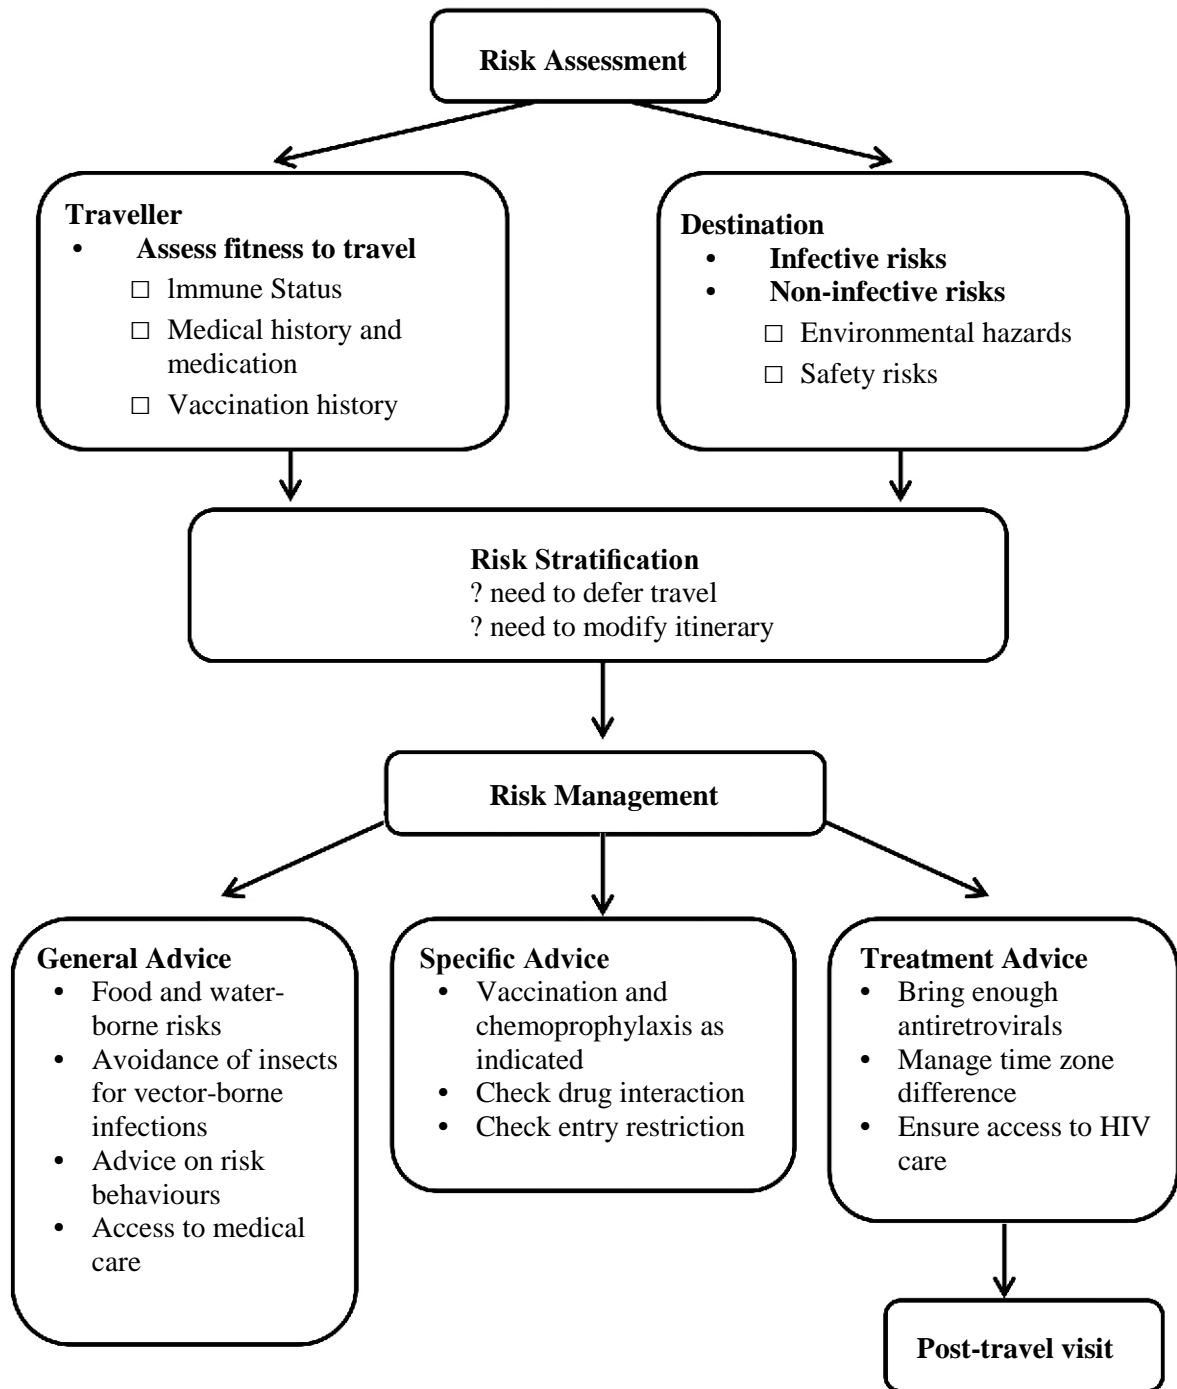 Risk Assessment
Traveller
• Assess fitness to travel
□ Immune Status
□ Medical history and
medication
□ Vaccination history
Destination
• Infective risks
• Non-infective risks
□ Environmental hazards
□ Safety risks
Risk Stratification
? need to defer travel
? need to modify itinerary
Risk Management
General Advice
• Food and water-
borne risks
• Avoidance of insects
for vector-borne
infections
• Advice on risk
behaviours
• Access to medical
care
Specific Advice
• Vaccination and
chemoprophylaxis as
indicated
• Check drug interaction
• Check entry restriction
Treatment Advice
• Bring enough
antiretrovirals
• Manage time zone
difference
• Ensure access to HIV
care
Post-travel visit